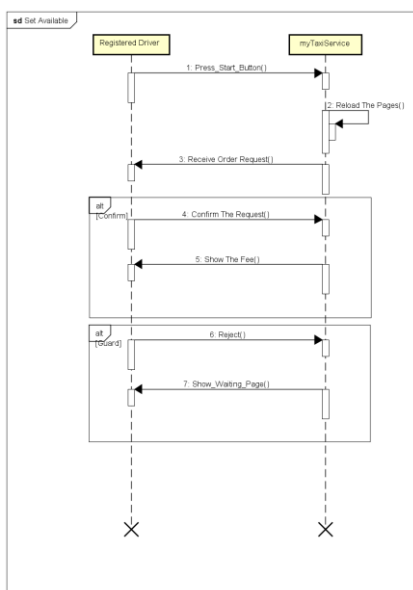 sd Set Available
Registered Driver
myTaxiService
1: Press_Start_Button()
2: Reload The Pages()
3: Receive Order Request()
alt
[Confirm]
4: Confirm The Request()
5: Show The Fee()
alt
[Guard]
6: Reject()
7: Show_Waiting_Page()